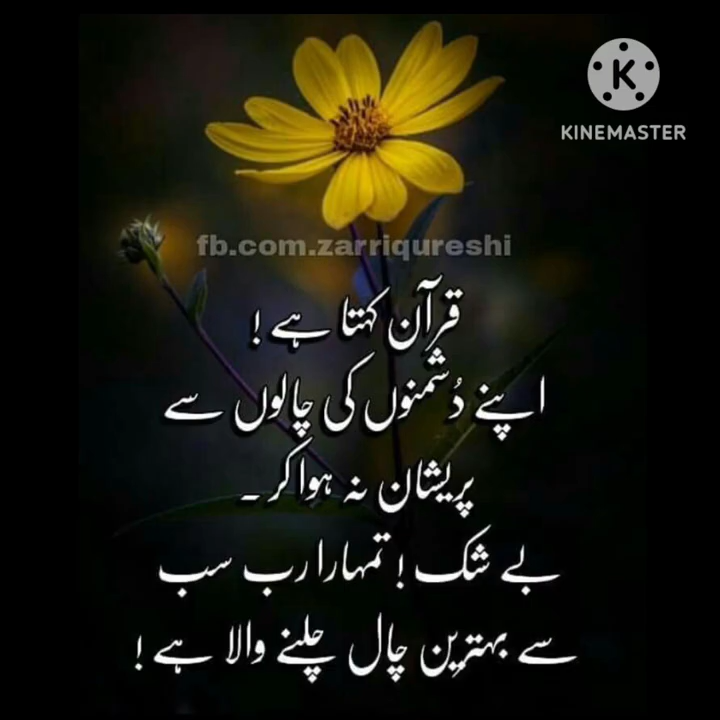 KINEMASTER
fb.com.zarriqureshi
قرآن کہتا ہے !
اپنے دُشمنوں کی چالوں سے
پریشان نہ ہوا کر ۔
بے شک ! تمہارا رب سب
سے بہترین چال چلنے والا ہے !